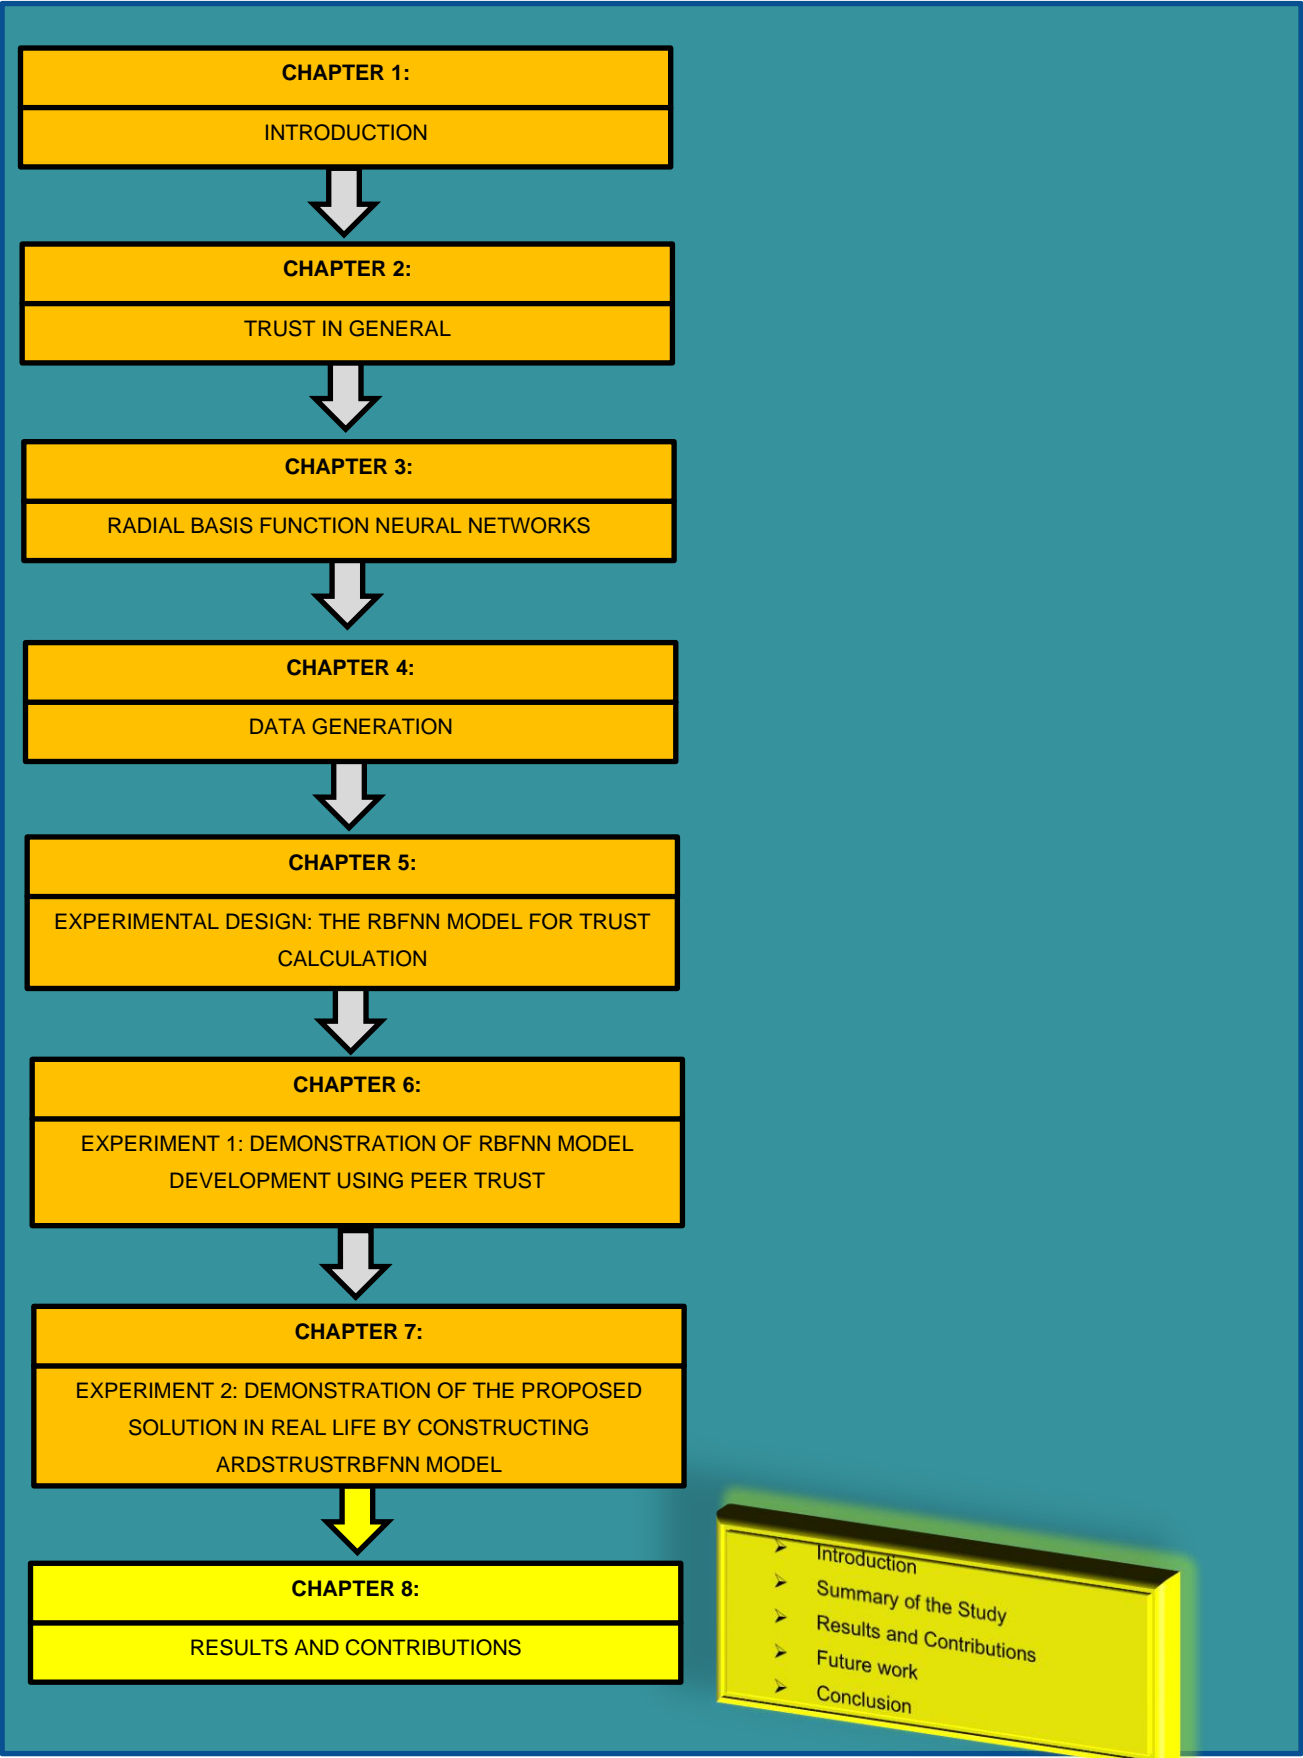 CHAPTER 1:
INTRODUCTION
CHAPTER 2:
TRUST IN GENERAL
CHAPTER 3:
RADIAL BASIS FUNCTION NEURAL NETWORKS
CHAPTER 4:
DATA GENERATION
CHAPTER 5:
EXPERIMENTAL DESIGN: THE RBFNN MODEL FOR TRUST
CALCULATION
CHAPTER 6:
EXPERIMENT 1: DEMONSTRATION OF RBFNN MODEL
DEVELOPMENT USING PEER TRUST
CHAPTER 7:
EXPERIMENT 2: DEMONSTRATION OF THE PROPOSED
SOLUTION IN REAL LIFE BY CONSTRUCTING
ARDSTRUSTRBFNN MODEL
CHAPTER 8:
RESULTS AND CONTRIBUTIONS
➢ Introduction
➢ Summary of the Study
➢ Results and Contributions
➢ Future work
➢ Conclusion